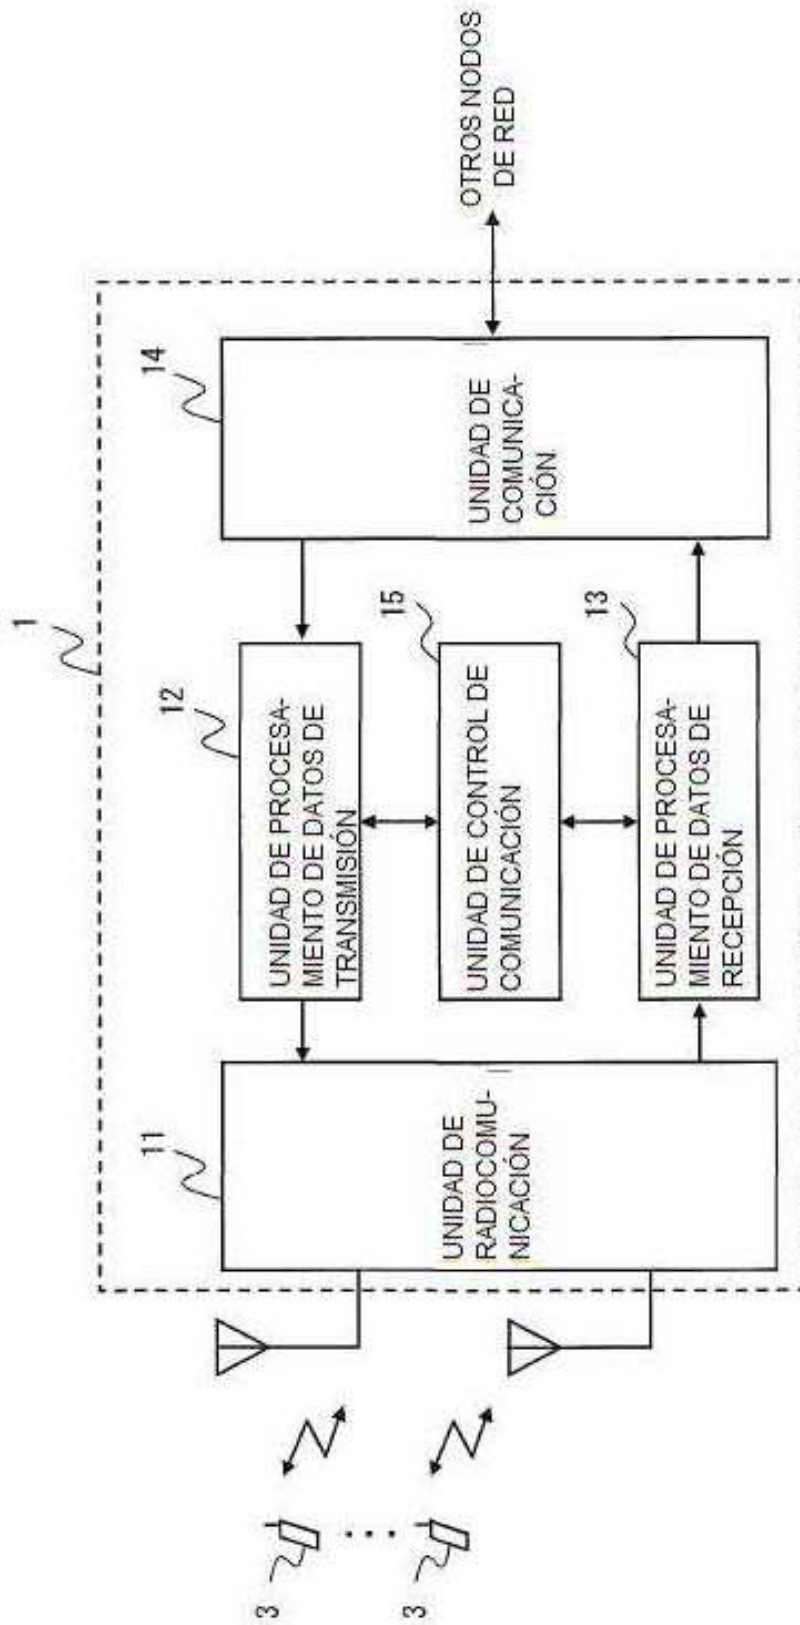 1
11
UNIDAD DE
RADIOCOMU-
NICACIÓN
12
UNIDAD DE PROCESA-
MIENTO DE DATOS DE
TRANSMISIÓN
15
UNIDAD DE CONTROL DE
COMUNICACIÓN
13
UNIDAD DE PROCESA-
MIENTO DE DATOS DE
RECEPCIÓN
14
UNIDAD DE
COMUNICA-
CIÓN
OTROS NODOS
DE RED
3
3